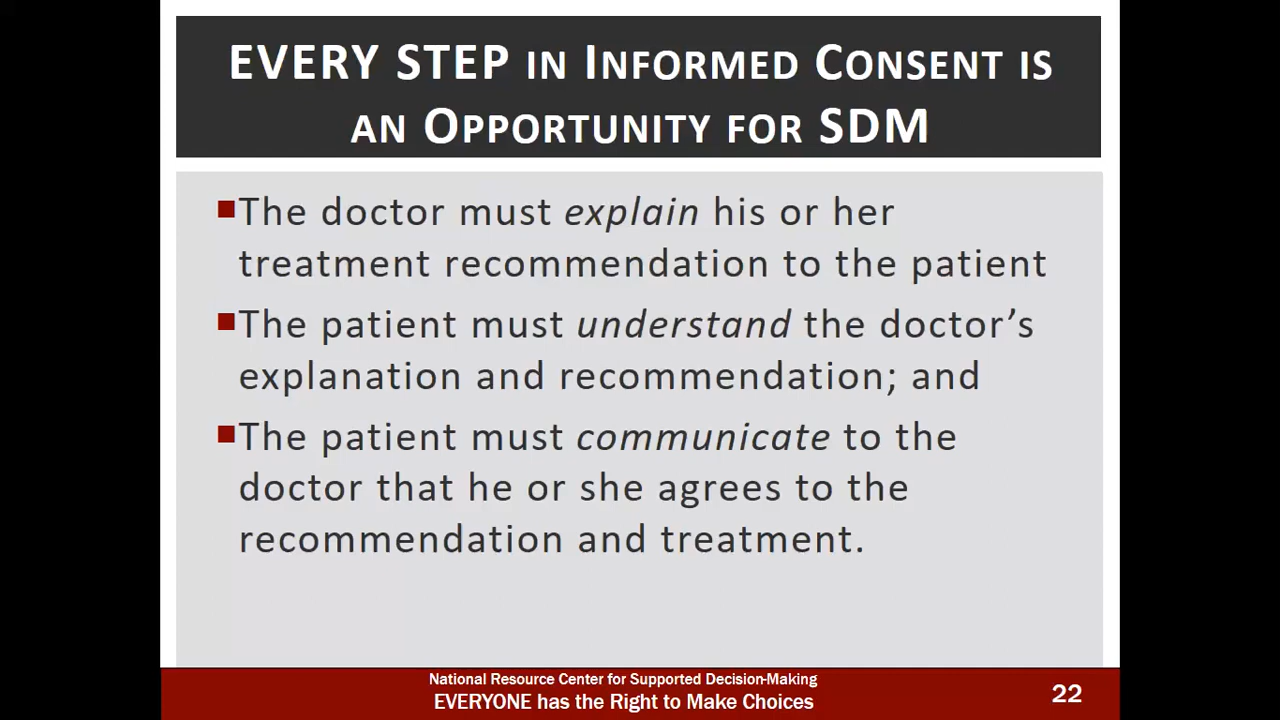 EVERY STEP IN INFORMED CONSENT IS
AN OPPORTUNITY FOR SDM
The doctor must explain his or her
treatment recommendation to the patient
The patient must understand the doctor’s
explanation and recommendation; and
The patient must communicate to the
doctor that he or she agrees to the
recommendation and treatment.
National Resource Center for Supported Decision-Making
EVERYONE has the Right to Make Choices
22